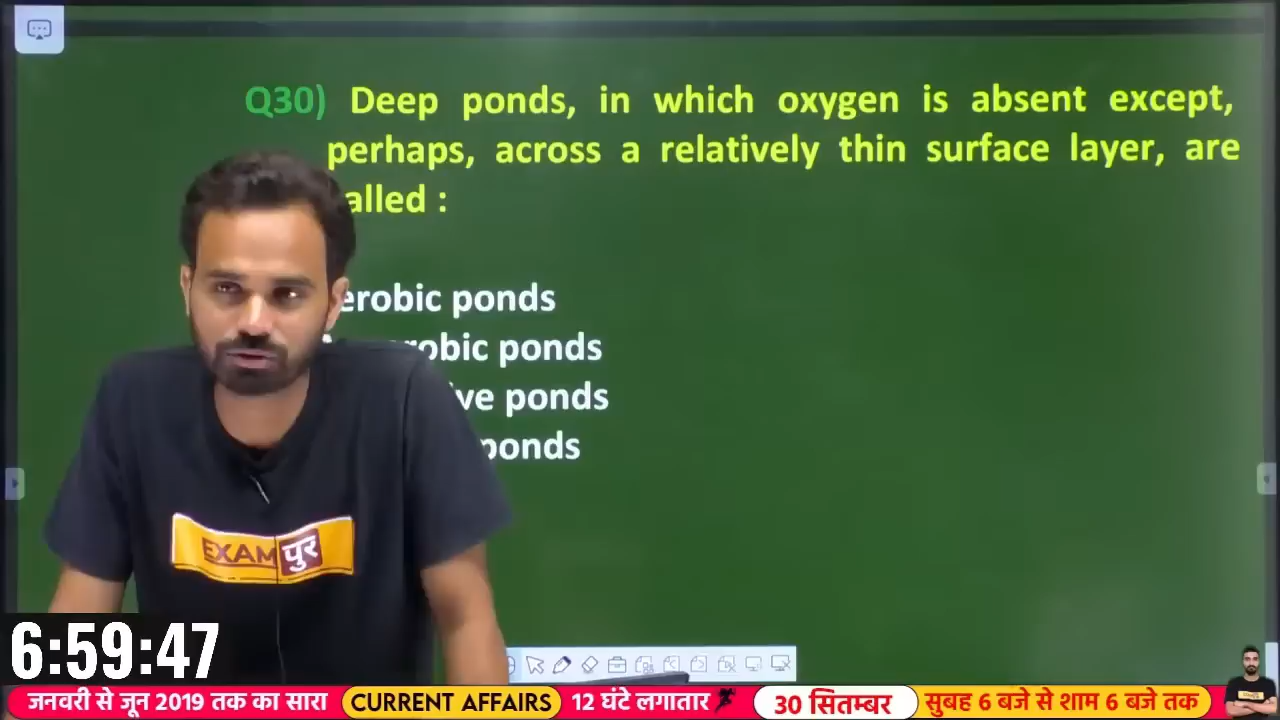 Q30) Deep ponds, in which oxygen is absent except,
perhaps, across a relatively thin surface layer, are
alled :
erobic ponds
robic ponds
ve ponds
ponds
EXAMपुर
6:59:47
जनवरी से जून 2019 तक का सारा CURRENT AFFAIRS 12 घंटे लगातार 30 सितम्बर सुबह 6 बजे से शाम 6 बजे तक